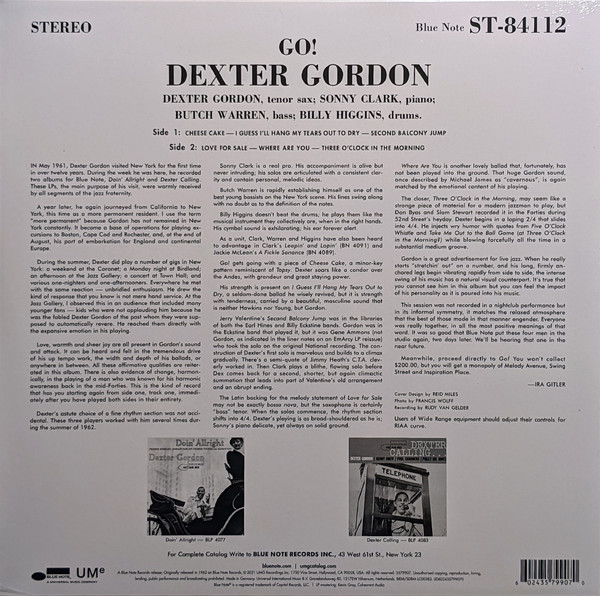 STEREO
Blue Note ST-84112
GO!
DEXTER GORDON
DEXTER GORDON, tenor sax; SONNY CLARK, piano;
BUTCH WARREN, bass; BILLY HIGGINS, drums.
Side 1: CHEESE CAKE — I GUESS I'LL HANG MY TEARS OUT TO DRY — SECOND BALCONY JUMP
Side 2: LOVE FOR SALE — WHERE ARE YOU — THREE O'CLOCK IN THE MORNING
IN May 1961, Dexter Gordon visited New York for the first time
in over twelve years. During the week he was here, he recorded
two albums for Blue Note, Doin' Allright and Dexter Calling.
These LPs, the main purpose of his visit, were warmly received
by all segments of the jazz fraternity.
A year later, he again journeyed from California to New
York, this time as a more permanent resident. I use the term
"more permanent" because Gordon has not remained in New
York constantly. It became a base of operations for playing ex-
cursions to Boston, Cape Cod and Rochester, and, at the end of
August, his port of embarkation for England and continental
Europe.
During the summer, Dexter did play a number of gigs in New
York: a weekend at the Coronet; a Monday night at Birdland;
an afternoon at the Jazz Gallery; a concert at Town Hall; and
various one-nighters and one-afternooners. Everywhere he met
with the same reaction — unbridled enthusiasm. He drew the
kind of response that you know is not mere hand service. At the
Jazz Gallery, I observed this in an audience that included many
younger fans — kids who were not applauding him because he
was the fabled Dexter Gordon of the past whom they were sup-
posed to automatically revere. He reached them directly with
the expansive emotion in his playing.
Love, warmth and sheer joy are all present in Gordon's sound
and attack. It can be heard and felt in the tremendous drive
of his up tempo work, the width and depth of his ballads, or
anywhere in between. All these affirmative qualities are reiter-
ated in this album. There is also evidence of change, harmon-
ically, in the playing of a man who was known for his harmonic
awareness back in the mid-Forties. This is the kind of record
that has you starting again from side one, track one, immedi-
ately after you have played both sides in their entirety.
Dexter's astute choice of a fine rhythm section was not acci-
dental. These three players worked with him several times dur-
ing the summer of 1962.
Sonny Clark is a real pro. His accompaniment is alive but
never intruding; his solos are articulated with a consistent clar-
ity and contain personal, melodic ideas.
Butch Warren is rapidly establishing himself as one of the
best young bassists on the New York scene. His lines swing along
with no doubt as to the definition of the notes.
Billy Higgins doesn't beat the drums; he plays them like the
musical instrument they collectively are, when in the right hands.
His cymbal sound is exhilarating; his ear forever alert.
As a unit, Clark, Warren and Higgins have also been heard
to advantage in Clark's Leapin' and Lopin' (BN 4091) and
Jackie McLean's A Fickle Sonance (BN 4089).
Go! gets going with a piece of Cheese Cake, a minor-key
pattern reminiscent of Topsy. Dexter soars like a condor over
the Andes, with grandeur and great staying power.
His strength is present on I Guess I'll Hang My Tears Out to
Dry, a seldom-done ballad he wisely revived, but it is strength
with tenderness, carried by a beautiful, masculine sound that
is neither Hawkins nor Young, but Gordon.
Jerry Valentine's Second Balcony Jump was in the libraries
of both the Earl Hines and Billy Eckstine bands. Gordon was in
the Eckstine band that played it, but it was Gene Ammons (not
Gordon, as indicated in the liner notes on an EmArcy LP reissue)
who took the solo on the original National recording. The con-
struction of Dexter's first solo is marvelous and builds to a climax
gradually. There's a semi-quote of Jimmy Heath's C.T.A. clev-
erly worked in. Then Clark plays a lithe, flowing solo before
Dex comes back for a second, shorter, but again climactic
summation that leads into part of Valentine's old arrangement
and an abrupt ending.
The Latin backing for the melody statement of Love for Sale
may not be exactly bossa nova, but the saxophone is certainly
"boss" tenor. When the solos commence, the rhythm section
shifts into 4/4. Dexter's playing is as broad-shouldered as he is;
Sonny's piano delicate, yet always on solid ground.
Where Are You is another lovely ballad that, fortunately, has
not been played into the ground. That huge Gordon sound,
once described by Michael James as "cavernous", is again
matched by the emotional content of his playing.
The closer, Three O'Clock in the Morning, may seem like a
strange piece of material for a modern jazzman to play, but
Don Byas and Slam Stewart recorded it in the Forties during
52nd Street's heyday. Dexter begins in a loping 2/4 that slides
into 4/4. He injects wry humor with quotes from Five O'Clock
Whistle and Take Me Out to the Ball Game (at Three O'Clock
in the Morning?) while blowing forcefully all the time in a
substantial medium groove.
Gordon is a great advertisement for live jazz. When he really
starts "stretchin' out" on a number, and his long, firmly an-
chored legs begin vibrating rapidly from side to side, the intense
swing of his music has a natural visual counterpart. It's true that
you cannot see him in this album but you can feel the impact
of his personality as it is poured into his music.
This session was not recorded in a nightclub performance but
in its informal symmetry, it matches the relaxed atmosphere
that the best of those made in that manner engender. Everyone
was really together, in all the most positive meanings of that
word. It was so good that Blue Note put these four men in the
studio again, two days later. We'll be hearing that one in the
near future.
Meanwhile, proceed directly to Go! You won't collect
$200.00, but you will get a monopoly of Melody Avenue, Swing
Street and Inspiration Place.
—IRA GITLER
Cover Design by REID MILES
Photo by FRANCIS WOLFF
Recording by RUDY VAN GELDER
Users of Wide Range equipment should adjust their controls for
RIAA curve.
Doin' Allright
Dexter Gordon
DEXTER
CALLING...
TELEPHONE
Doin' Allright — BLP 4077
Dexter Calling — BLP 4083
For Complete Catalog Write to BLUE NOTE RECORDS INC., 43 West 61st St., New York 23
BLUE NOTE.
UMe
A UNIVERSAL MUSIC COMPANY
bluenote.com | umgcatalog.com
6 02435 79907 0